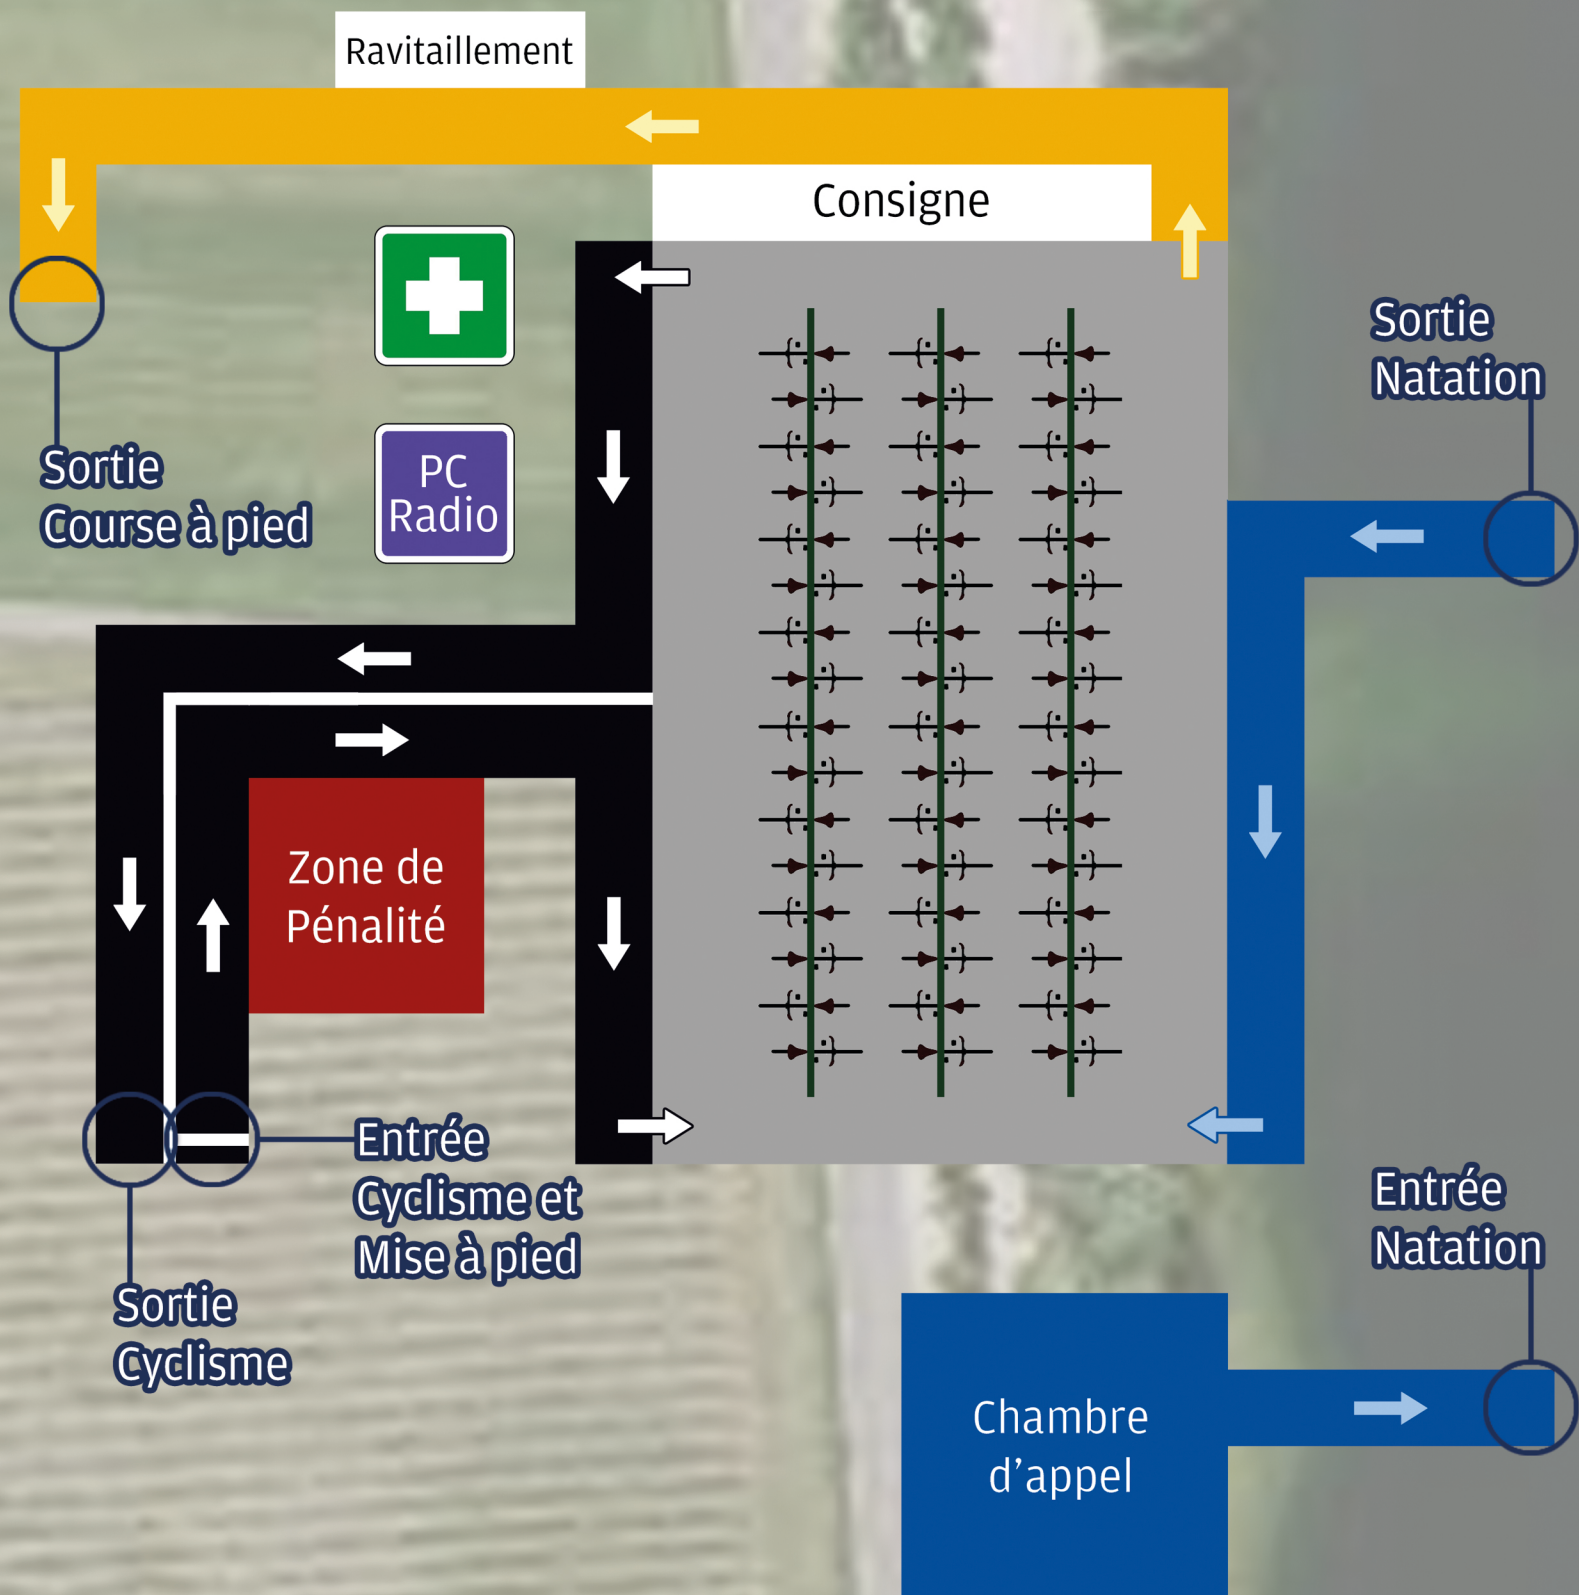 Ravitaillement
Consigne
Sortie
Natation
Sortie
Course à pied
PC
Radio
Zone de
Pénalité
Entrée
Cyclisme et
Mise à pied
Sortie
Cyclisme
Entrée
Natation
Chambre
d’appel